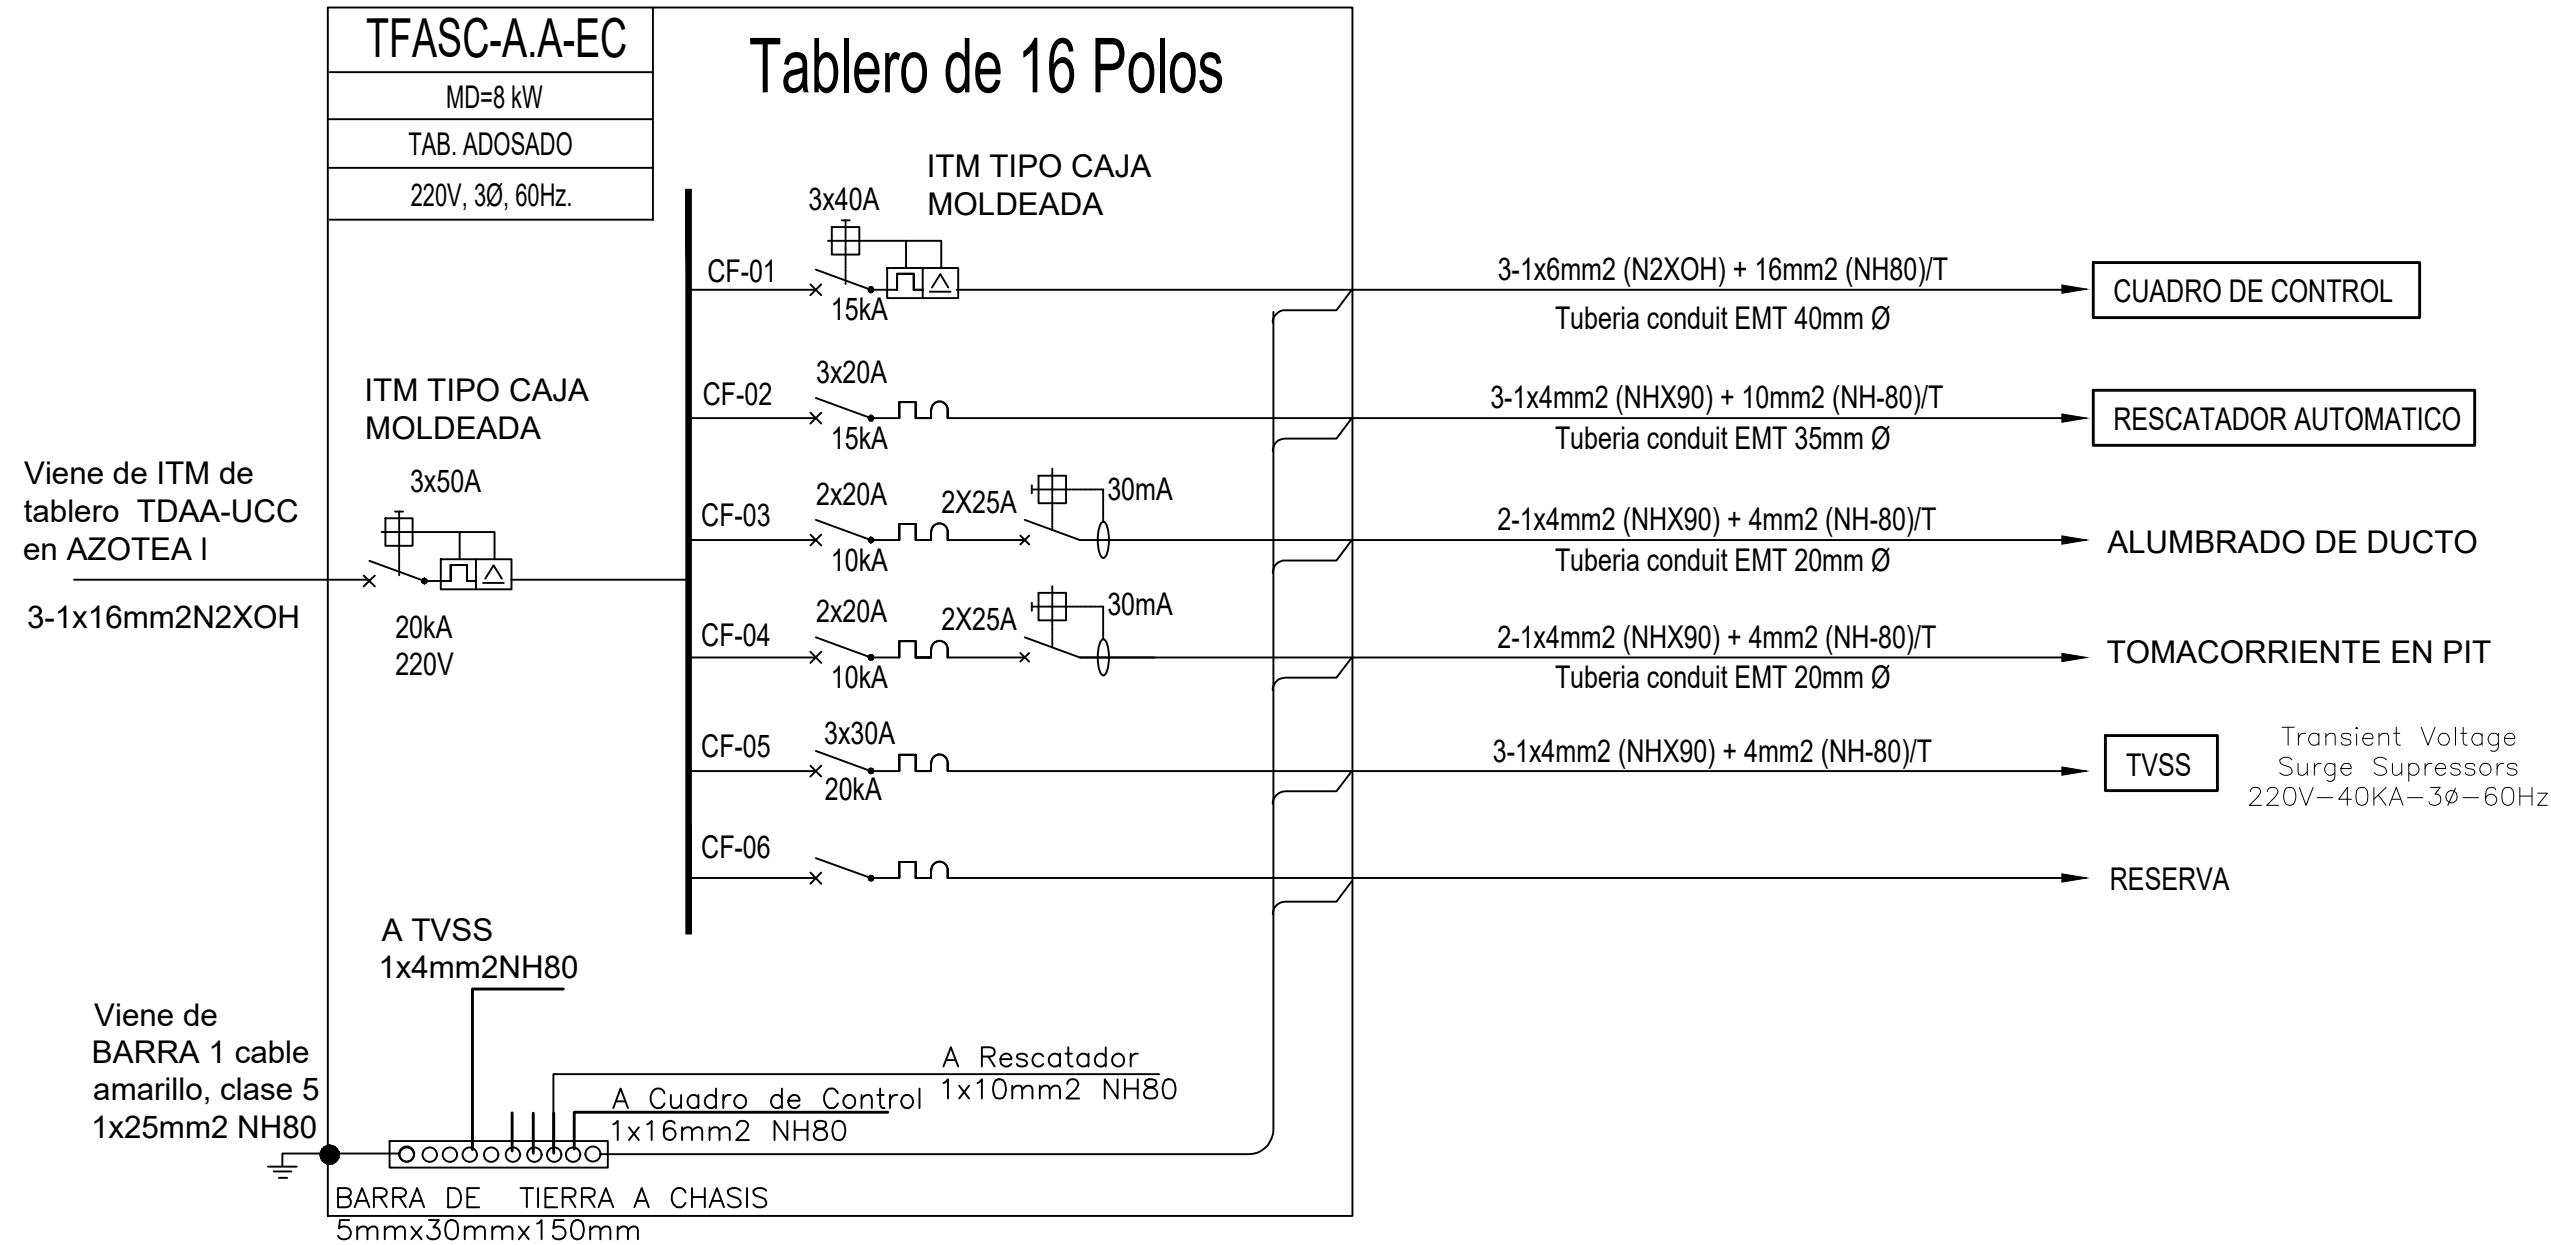 TFASC-A.A-EC
MD=8 kW
TAB. ADOSADO
220V, 3Ø, 60Hz.
Tablero de 16 Polos
ITM TIPO CAJA
MOLDEADA
3x40A
CF-01
15kA
3-1x6mm2 (N2XOH) + 16mm2 (NH80)/T
Tuberia conduit EMT 40mm Ø
CUADRO DE CONTROL
3x20A
CF-02
15kA
3-1x4mm2 (NHX90) + 10mm2 (NH-80)/T
Tuberia conduit EMT 35mm Ø
RESCATADOR AUTOMATICO
ITM TIPO CAJA
MOLDEADA
3x50A
20kA
220V
Viene de ITM de
tablero TDAA-UCC
en AZOTEA I
3-1x16mm2N2XOH
2x20A
CF-03
10kA
2X25A
30mA
2-1x4mm2 (NHX90) + 4mm2 (NH-80)/T
Tuberia conduit EMT 20mm Ø
ALUMBRADO DE DUCTO
2x20A
CF-04
10kA
2X25A
30mA
2-1x4mm2 (NHX90) + 4mm2 (NH-80)/T
Tuberia conduit EMT 20mm Ø
TOMACORRIENTE EN PIT
3x30A
CF-05
20kA
3-1x4mm2 (NHX90) + 4mm2 (NH-80)/T
TVSS
Transient Voltage
Surge Supressors
220V-40KA-3ø-60Hz
CF-06
RESERVA
A TVSS
1x4mm2NH80
Viene de
BARRA 1 cable
amarillo, clase 5
1x25mm2 NH80
A Rescatador
1x10mm2 NH80
A Cuadro de Control
1x16mm2 NH80
BARRA DE TIERRA A CHASIS
5mmx30mmx150mm